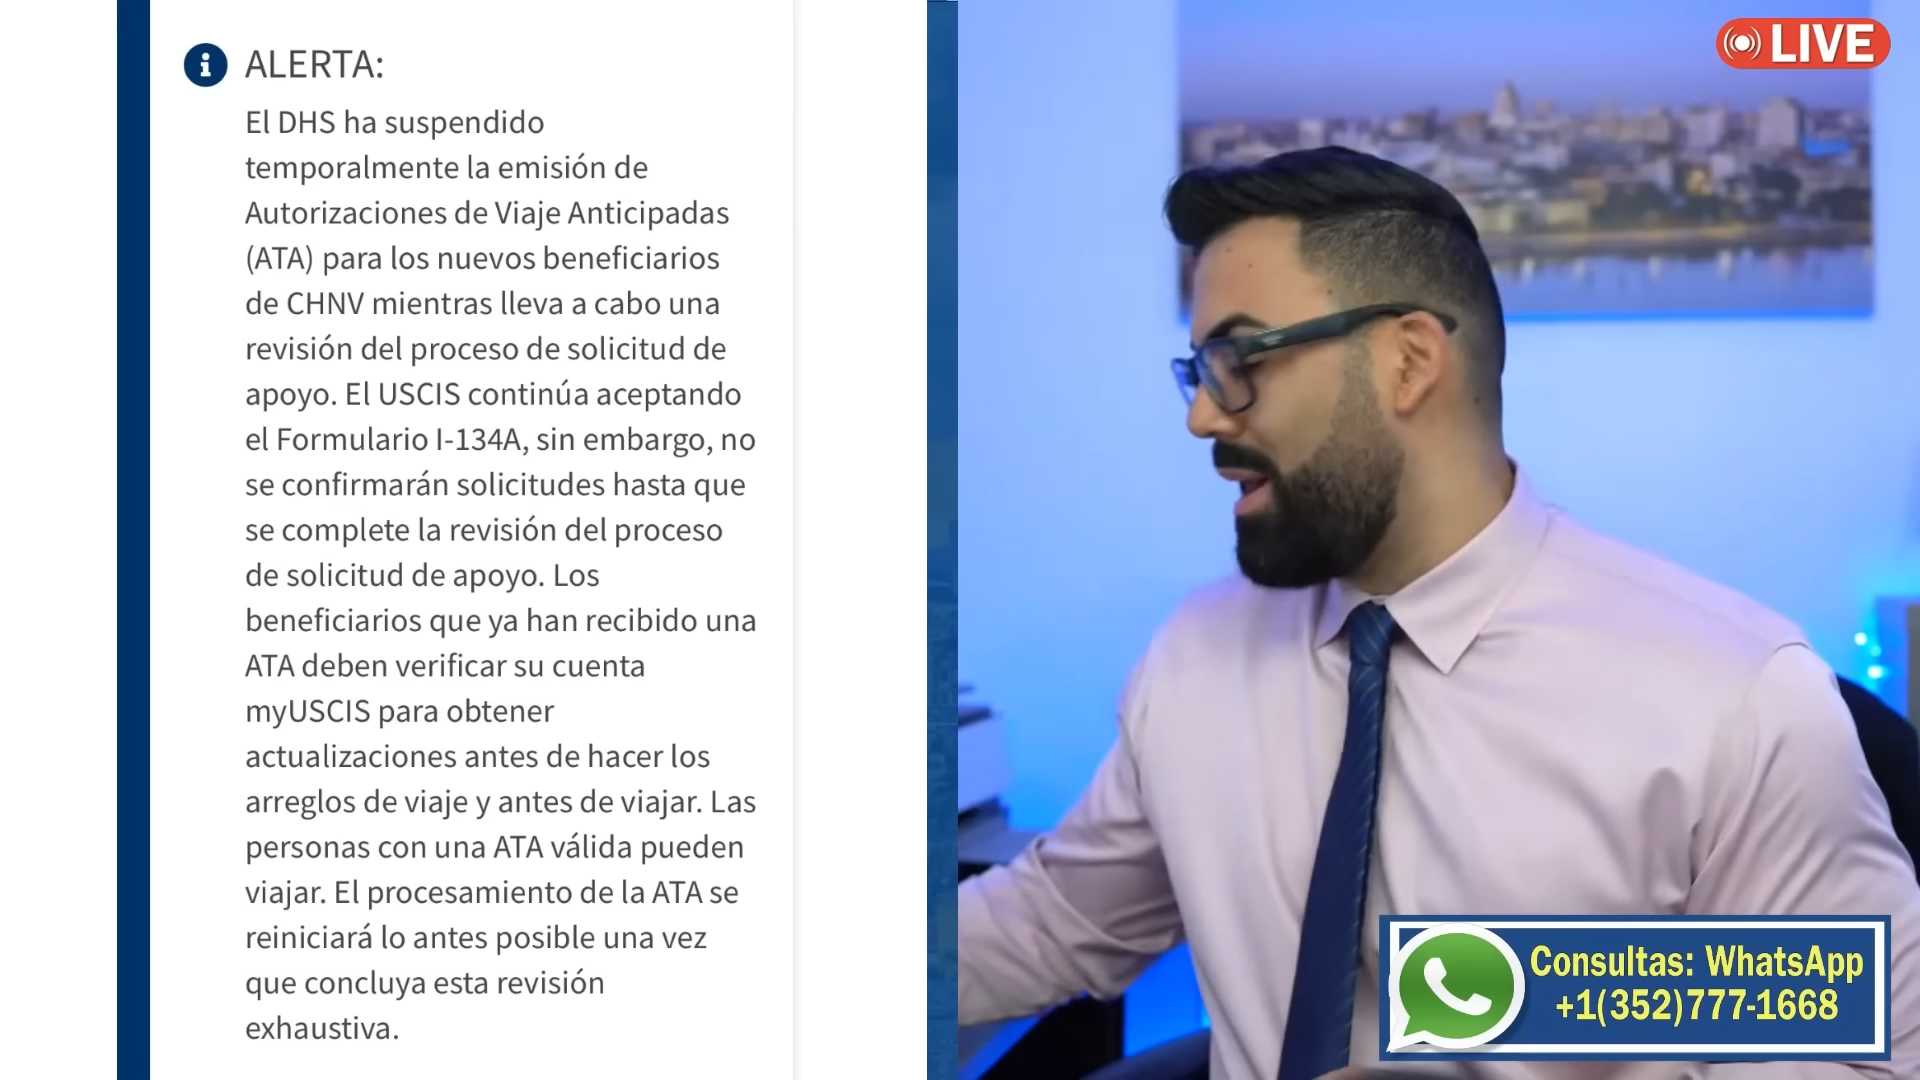 ALERTA:
El DHS ha suspendido
temporalmente la emisión de
Autorizaciones de Viaje Anticipadas
(ATA) para los nuevos beneficiarios
de CHNV mientras lleva a cabo una
revisión del proceso de solicitud de
apoyo. El USCIS continúa aceptando
el Formulario I-134A, sin embargo, no
se confirmarán solicitudes hasta que
se complete la revisión del proceso
de solicitud de apoyo. Los
beneficiarios que ya han recibido una
ATA deben verificar su cuenta
myUSCIS para obtener
actualizaciones antes de hacer los
arreglos de viaje y antes de viajar. Las
personas con una ATA válida pueden
viajar. El procesamiento de la ATA se
reiniciará lo antes posible una vez
que concluya esta revisión
exhaustiva.
LIVE
Consultas: WhatsApp
+1(352)777-1668